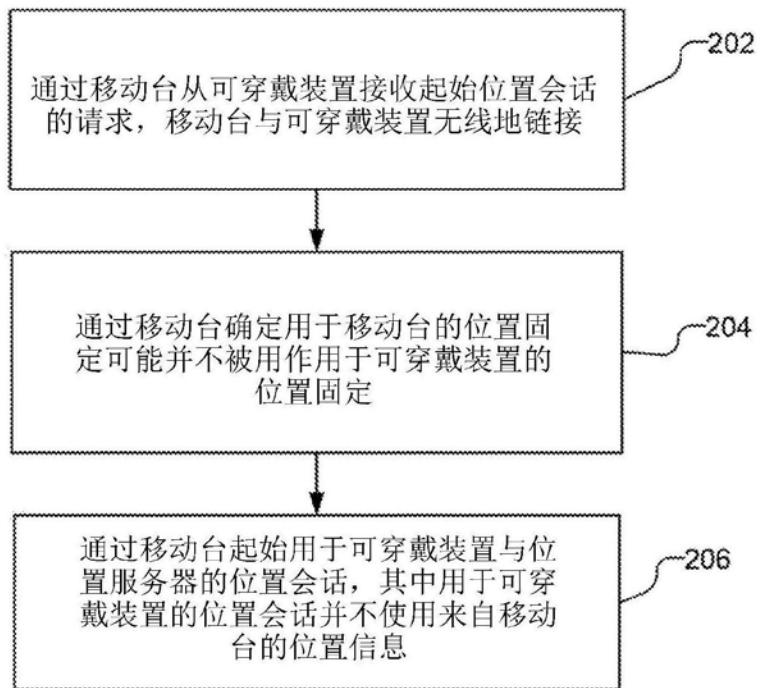 202
通过移动台从可穿戴装置接收起始位置会话
的请求，移动台与可穿戴装置无线地链接
通过移动台确定用于移动台的位置固
定可能并不被用作用于可穿戴装置的
位置固定
204
通过移动台起始用于可穿戴装置与位
置服务器的位置会话，其中用于可穿
戴装置的位置会话并不使用来自移动
台的位置信息
206